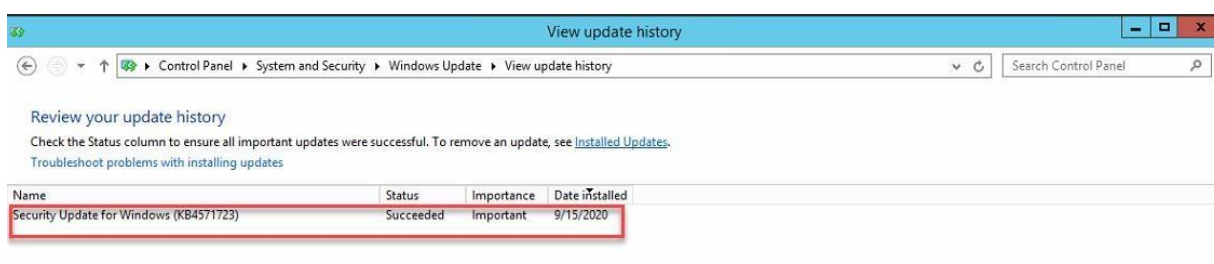 View update history
Control Panel System and Security Windows Update View update history Search Control Panel
Review your update history
Check the Status column to ensure all important updates were successful. To remove an update, see Installed Updates.
Troubleshoot problems with installing updates
Name Status Importance Date installed
Security Update for Windows (KB4571723) Succeeded Important 9/15/2020